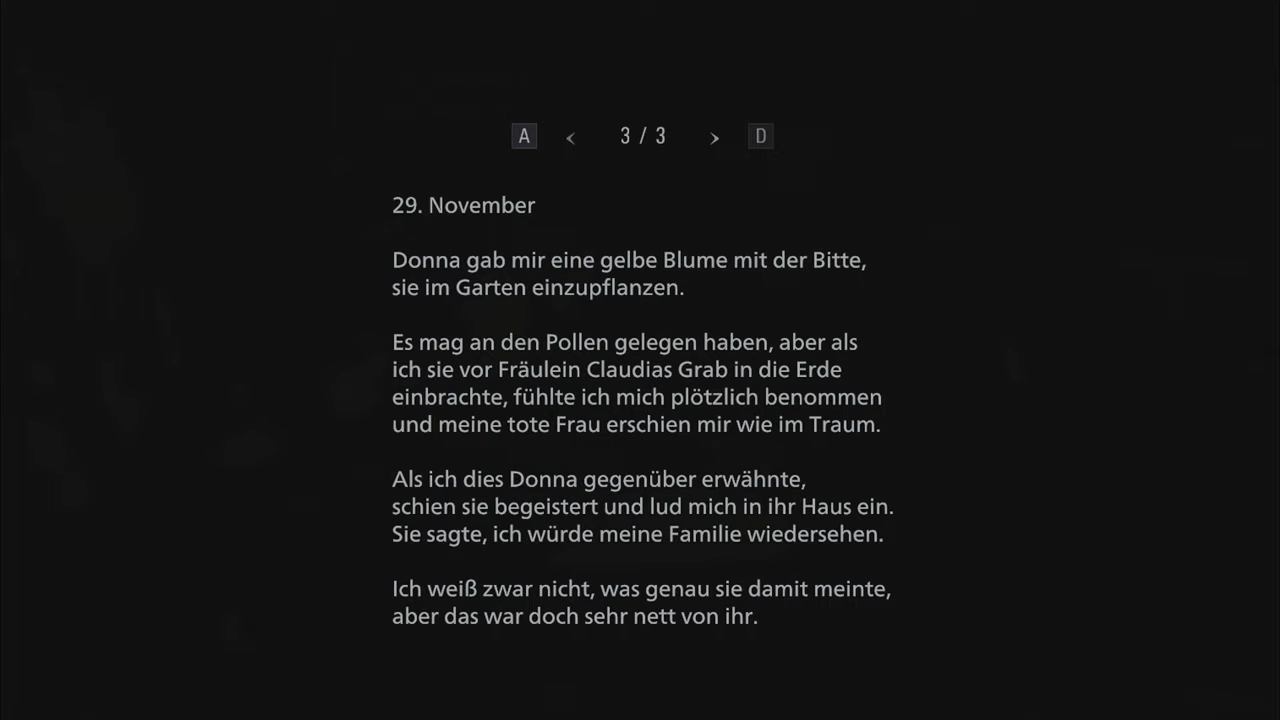 A < 3 / 3 > D
29. November
Donna gab mir eine gelbe Blume mit der Bitte,
sie im Garten einzupflanzen.
Es mag an den Pollen gelegen haben, aber als
ich sie vor Fräulein Claudias Grab in die Erde
einbrachte, fühlte ich mich plötzlich benommen
und meine tote Frau erschien mir wie im Traum.
Als ich dies Donna gegenüber erwähnte,
schien sie begeistert und lud mich in ihr Haus ein.
Sie sagte, ich würde meine Familie wiedersehen.
Ich weiß zwar nicht, was genau sie damit meinte,
aber das war doch sehr nett von ihr.